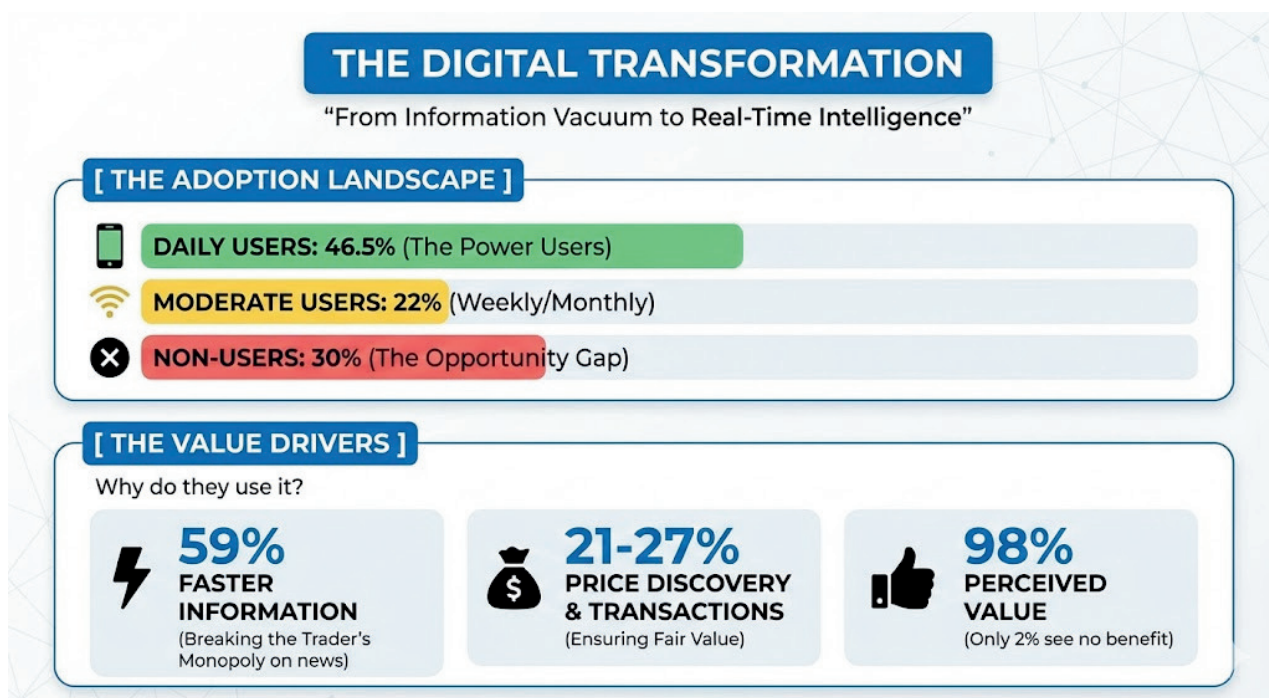 THE DIGITAL TRANSFORMATION
“From Information Vacuum to Real-Time Intelligence”
[ THE ADOPTION LANDSCAPE ]
DAILY USERS: 46.5% (The Power Users)
MODERATE USERS: 22% (Weekly/Monthly)
NON-USERS: 30% (The Opportunity Gap)
[ THE VALUE DRIVERS ]
Why do they use it?
59%
FASTER
INFORMATION
(Breaking the Trader’s
Monopoly on news)
$
21-27%
PRICE DISCOVERY
& TRANSACTIONS
(Ensuring Fair Value)
98%
PERCEIVED
VALUE
(Only 2% see no benefit)